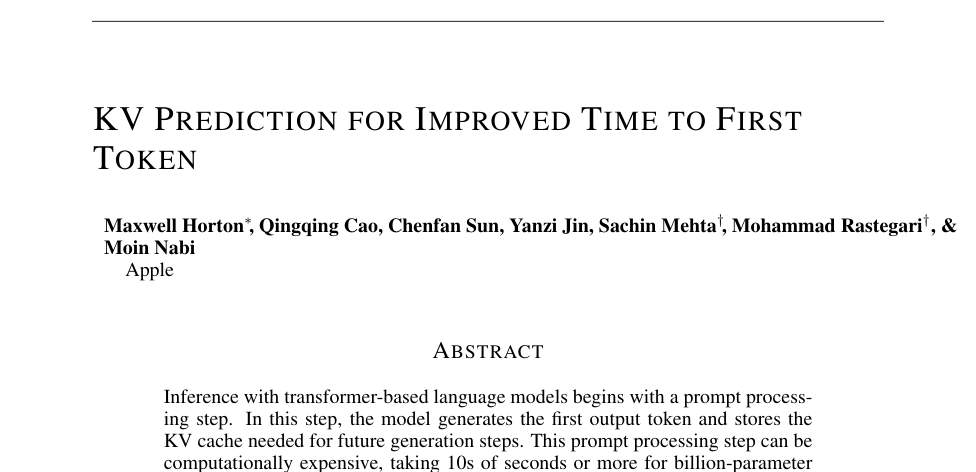 KV PREDICTION FOR IMPROVED TIME TO FIRST
TOKEN
Maxwell Horton*, Qingqing Cao, Chenfan Sun, Yanzi Jin, Sachin Mehta†, Mohammad Rastegari†, &
Moin Nabi
Apple
ABSTRACT
Inference with transformer-based language models begins with a prompt process-
ing step. In this step, the model generates the first output token and stores the
KV cache needed for future generation steps. This prompt processing step can be
computationally expensive, taking 10s of seconds or more for billion-parameter